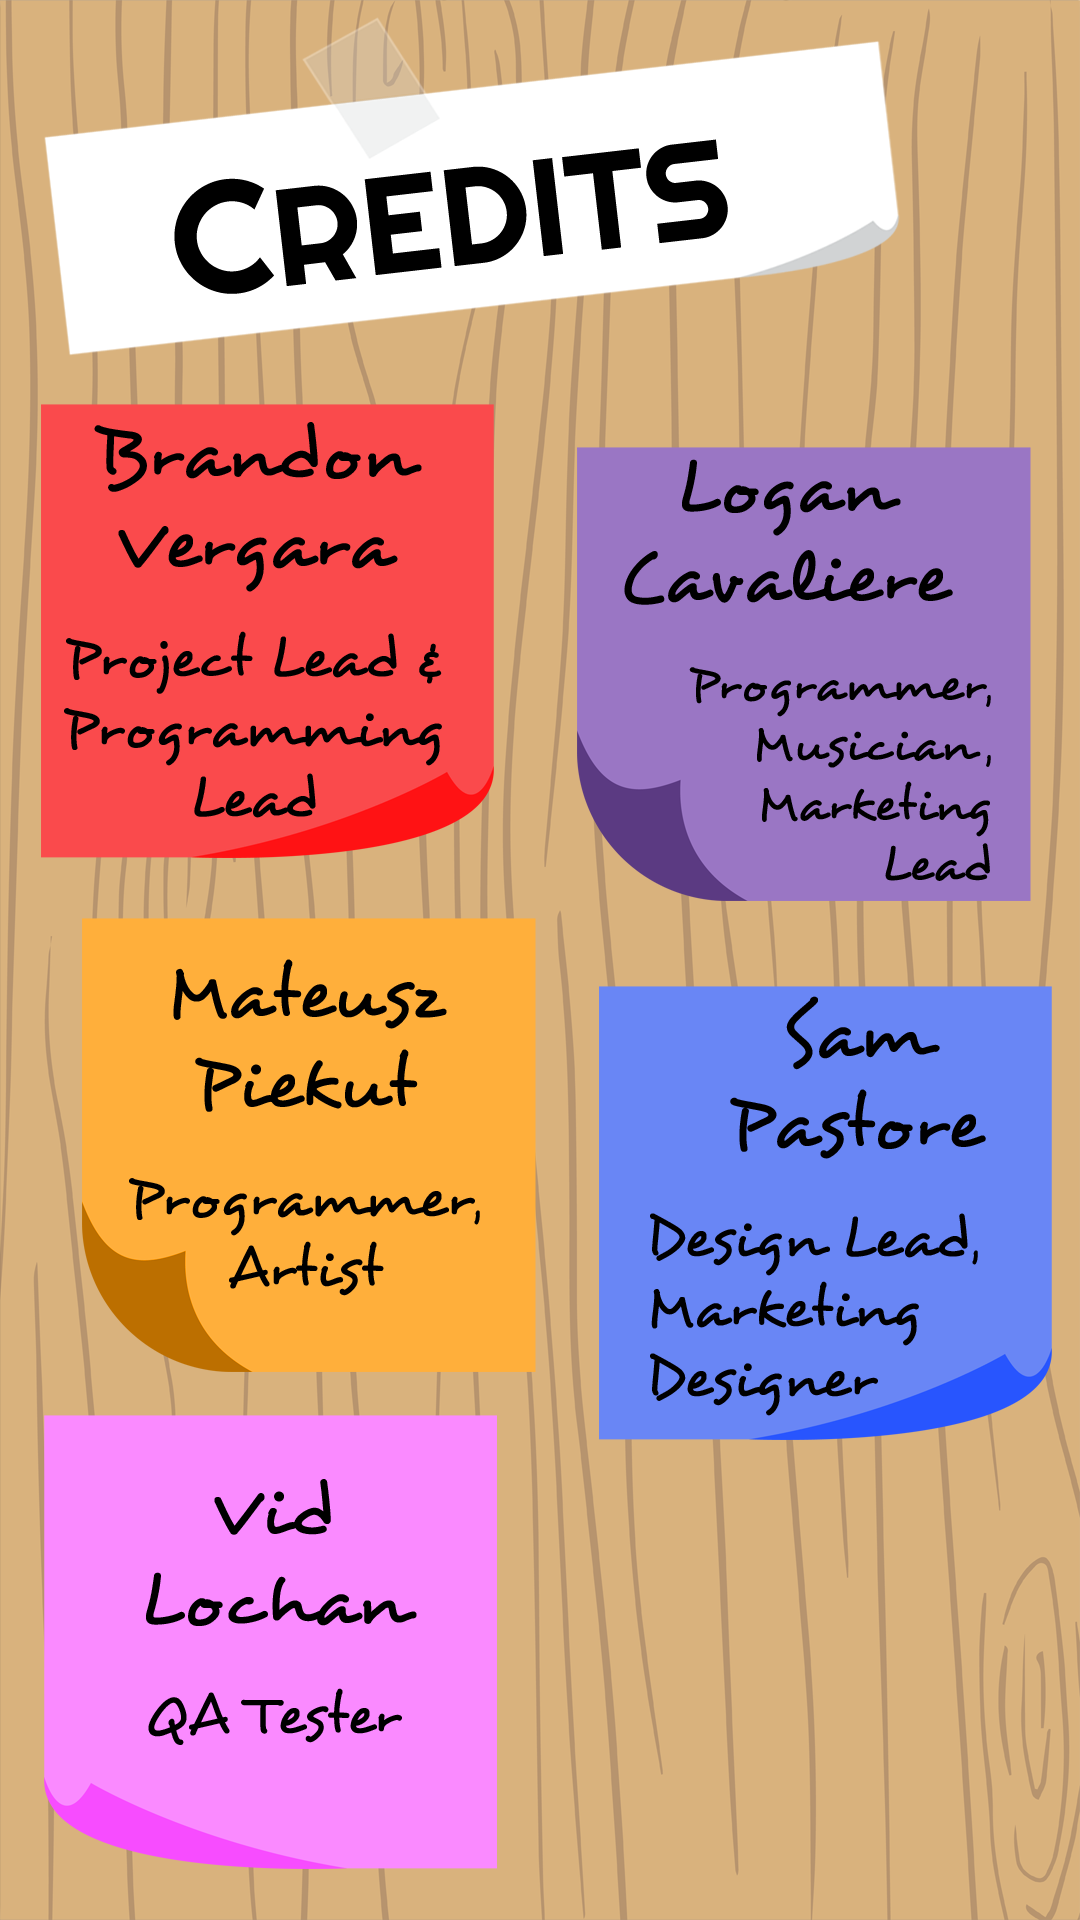 CREDITS
Brandon
Vergara
Project Lead &
Programming
Lead
Logan
Cavaliere
Programmer,
Musician,
Marketing
Lead
Mateusz
Piekut
Programmer,
Artist
Sam
Pastore
Design Lead,
Marketing
Designer
Vid
Lochan
QA Tester